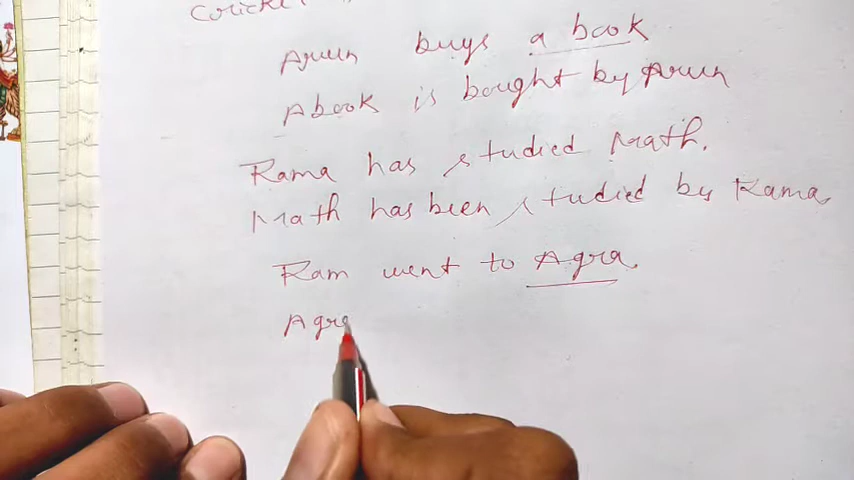 Cricket
Arun buys a book
A book is bought by Arun
Rama has studied Math.
Math has been studied by Rama
Ram went to Agra.
Agra